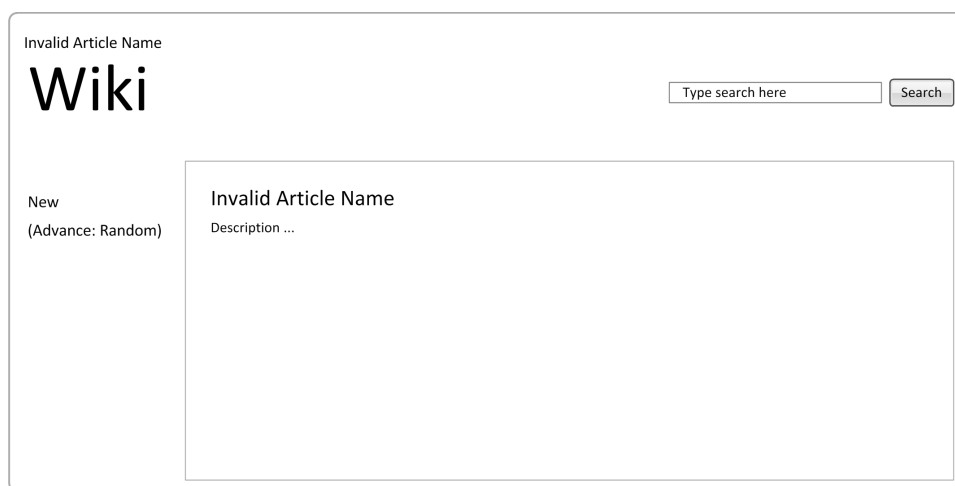 Invalid Article Name
Wiki
Type search here
Search
New
(Advance: Random)
Invalid Article Name
Description ...